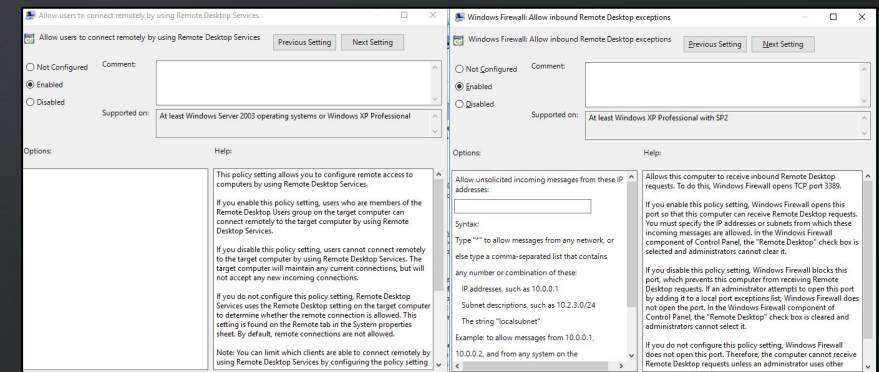 Allow users to connect remotely by using Remote Desktop Services
Allow users to connect remotely by using Remote Desktop Services
Previous Setting
Next Setting
Not Configured
Comment:
Enabled
Disabled
Supported on:
At least Windows Server 2003 operating systems or Windows XP Professional
Options:
Help:
This policy setting allows you to configure remote access to
computers by using Remote Desktop Services.
If you enable this policy setting, users who are members of the
Remote Desktop Users group on the target computer can
connect remotely to the target computer by using Remote
Desktop Services.
If you disable this policy setting, users cannot connect remotely
to the target computer by using Remote Desktop Services. The
target computer will maintain any current connections, but will
not accept any new incoming connections.
If you do not configure this policy setting, Remote Desktop
Services uses the Remote Desktop setting on the target computer
to determine whether the remote connection is allowed. This
setting is found on the Remote tab in the System properties
sheet. By default, remote connections are not allowed.
Note: You can limit which clients are able to connect remotely by
using Remote Desktop Services by configuring the policy setting
Windows Firewall: Allow inbound Remote Desktop exceptions
Windows Firewall: Allow inbound Remote Desktop exceptions
Previous Setting
Next Setting
Not Configured
Comment:
Enabled
Disabled
Supported on:
At least Windows XP Professional with SP2
Options:
Help:
Allow unsolicited incoming messages from these IP
addresses:
Syntax:
Type "*" to allow messages from any network, or
else type a comma-separated list that contains
any number or combination of these:
IP addresses, such as 10.0.0.1
Subnet descriptions, such as 10.2.3.0/24
The string "localsubnet"
Example: to allow messages from 10.0.0.1,
10.0.0.2, and from any system on the
Allows this computer to receive inbound Remote Desktop
requests. To do this, Windows Firewall opens TCP port 3389.
If you enable this policy setting, Windows Firewall opens this
port so that this computer can receive Remote Desktop requests.
You must specify the IP addresses or subnets from which these
incoming messages are allowed. In the Windows Firewall
component of Control Panel, the "Remote Desktop" check box is
selected and administrators cannot clear it.
If you disable this policy setting, Windows Firewall blocks this
port, which prevents this computer from receiving Remote
Desktop requests. If an administrator attempts to open this port
by adding it to a local port exceptions list, Windows Firewall does
not open the port. In the Windows Firewall component of
Control Panel, the "Remote Desktop" check box is cleared and
administrators cannot select it.
If you do not configure this policy setting, Windows Firewall
does not open this port. Therefore, the computer cannot receive
Remote Desktop requests unless an administrator uses other